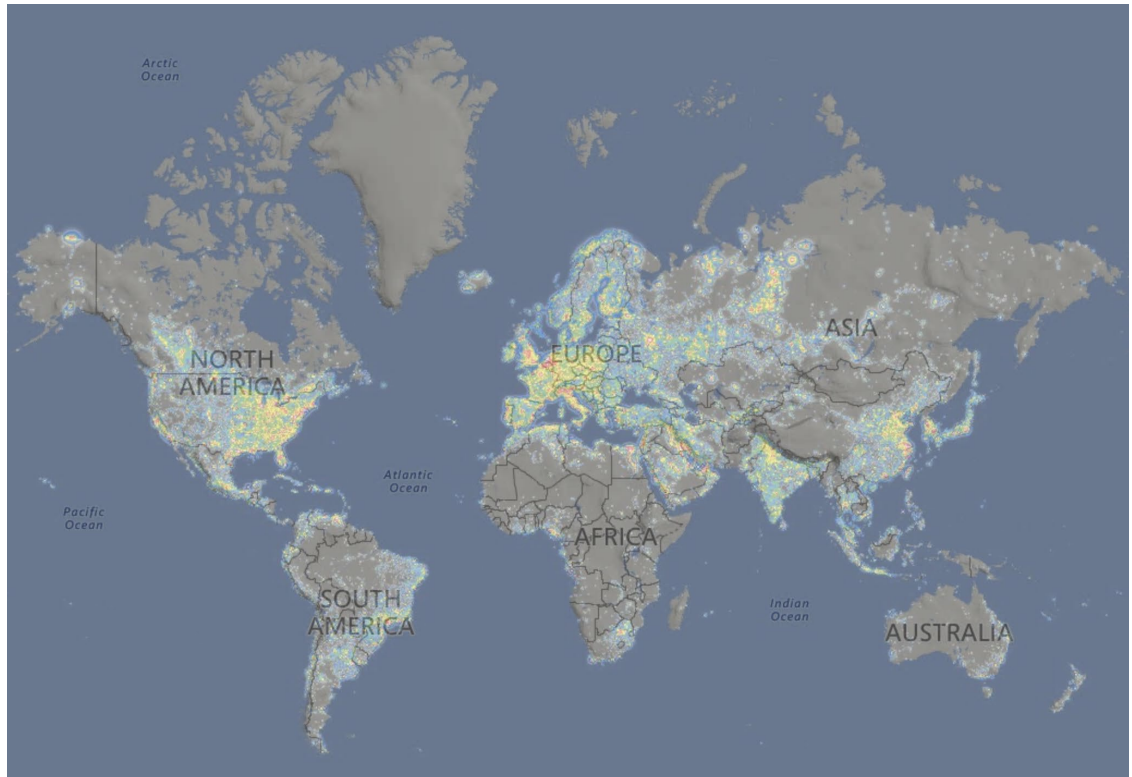 Arctic
Ocean
ASIA
NORTH
AMERICA
EUROPE
Atlantic
Ocean
Pacific
Ocean
AFRICA
SOUTH
AMERICA
Indian
Ocean
AUSTRALIA